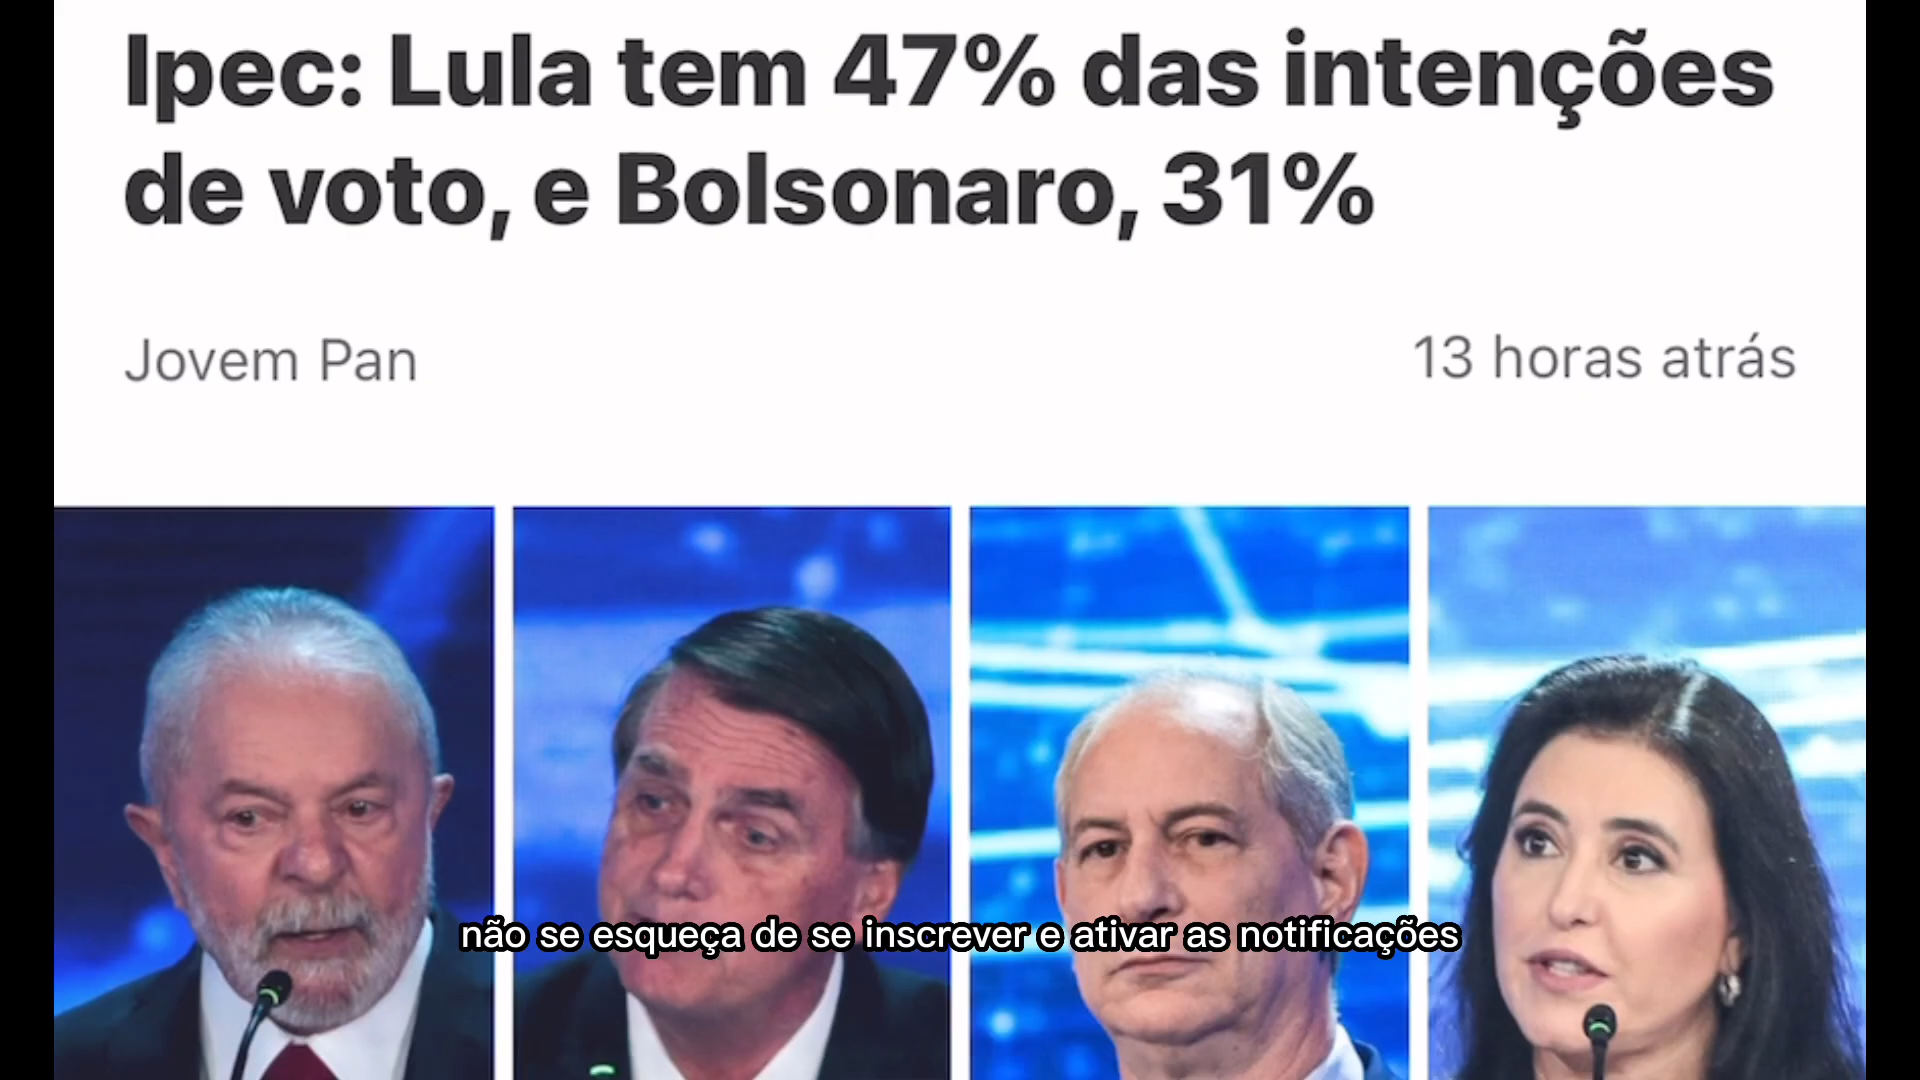 Ipec: Lula tem 47% das intenções
de voto, e Bolsonaro, 31%
Jovem Pan
13 horas atrás
não se esqueça de se inscrever e ativar as notificações